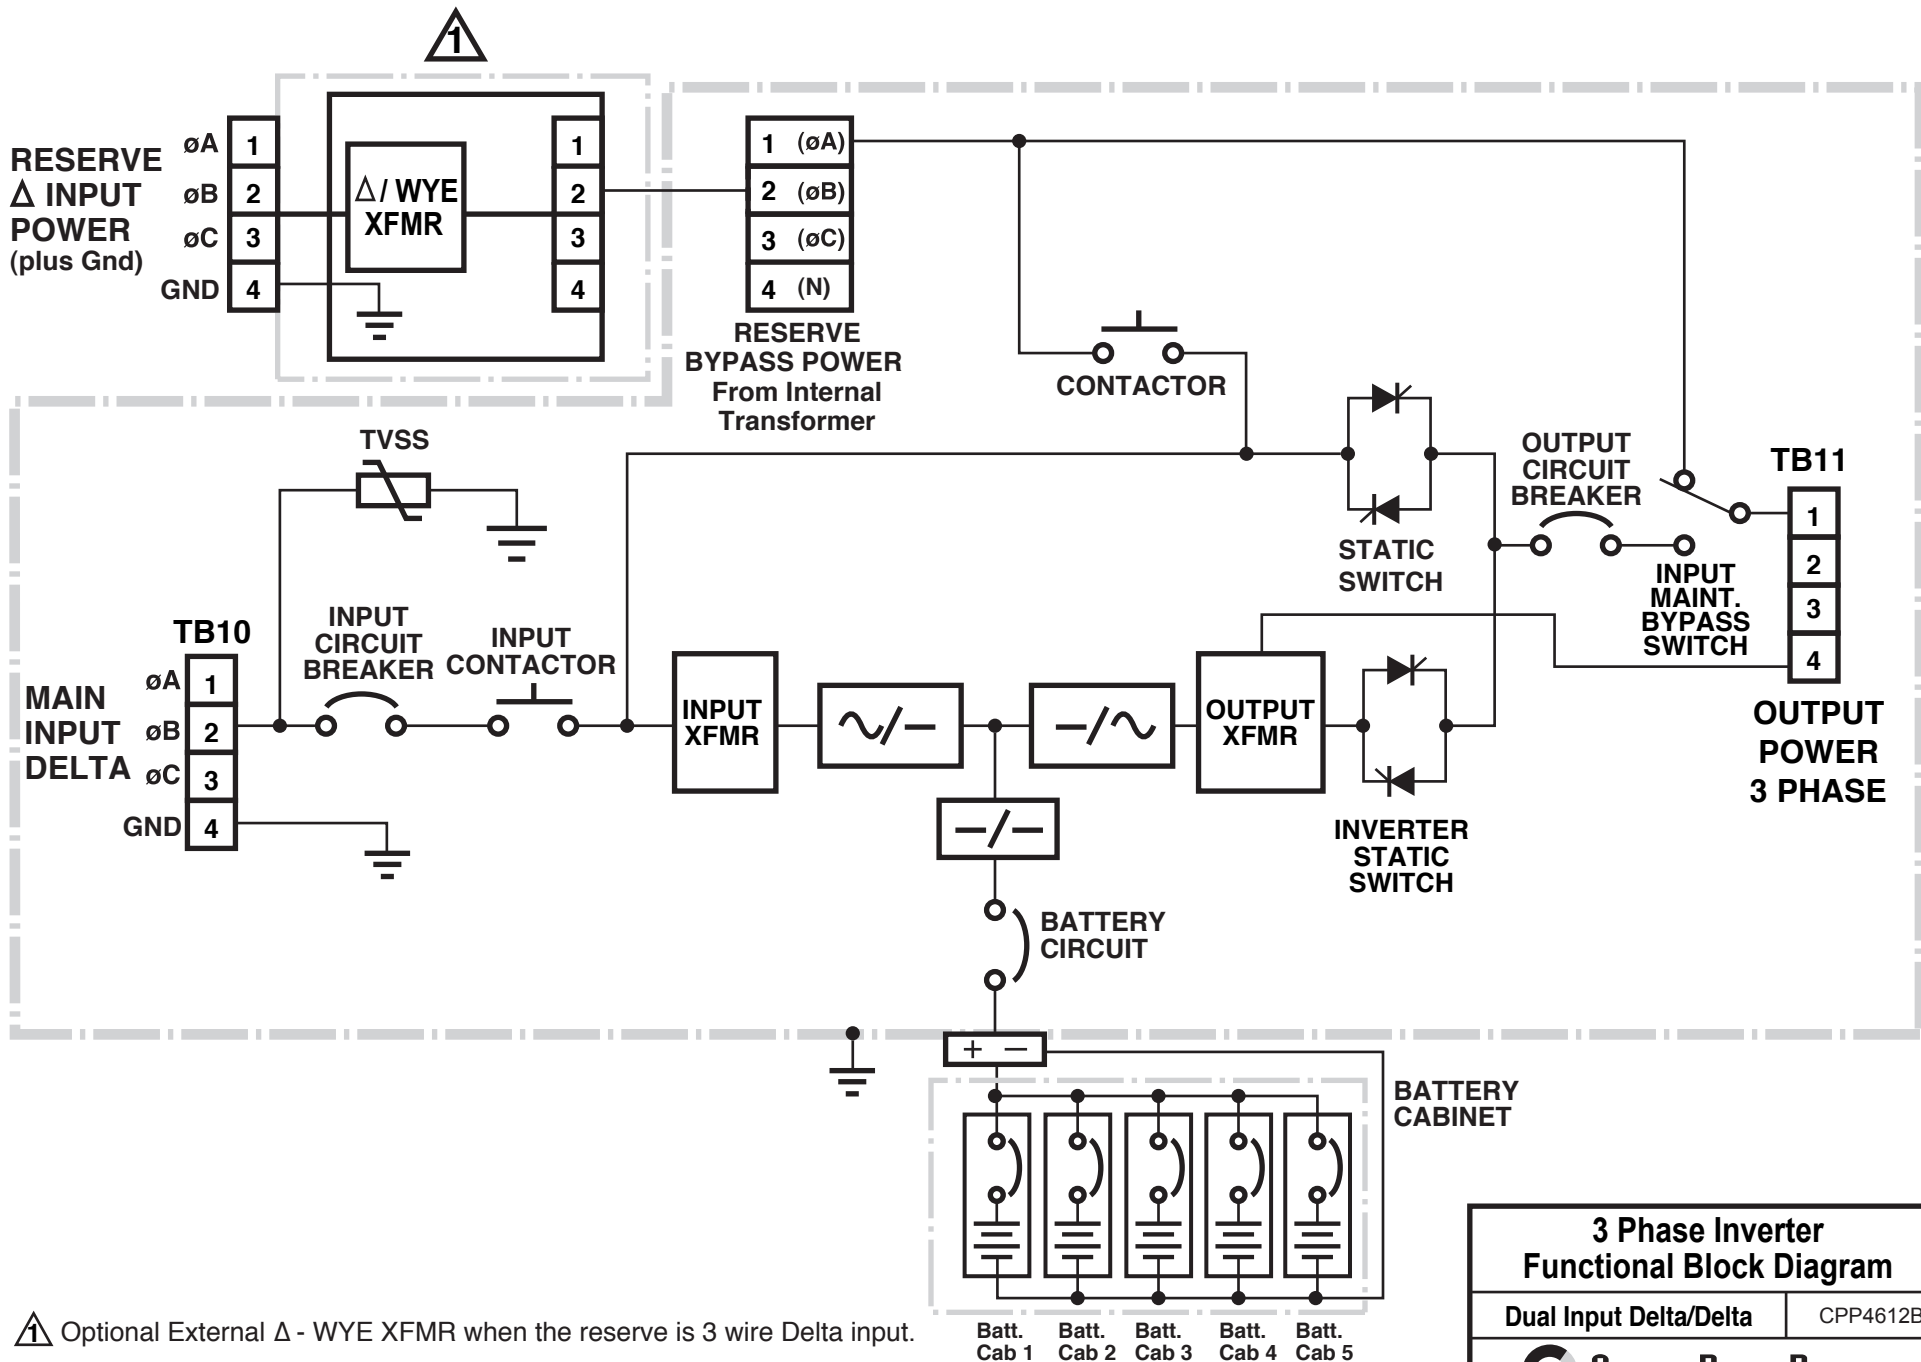 1
RESERVE
Δ INPUT
POWER
(plus Gnd)
øA
øB
øC
GND
1
2
3
4
Δ/ WYE
XFMR
1
2
3
4
1 (øA)
2 (øB)
3 (øC)
4 (N)
RESERVE
BYPASS POWER
From Internal
Transformer
CONTACTOR
TVSS
STATIC
SWITCH
OUTPUT
CIRCUIT
BREAKER
TB11
1
2
3
4
INPUT
MAINT.
BYPASS
SWITCH
OUTPUT
POWER
3 PHASE
TB10
MAIN
INPUT
DELTA
øA
øB
øC
GND
1
2
3
4
INPUT
CIRCUIT
BREAKER
INPUT
CONTACTOR
INPUT
XFMR
OUTPUT
XFMR
INVERTER
STATIC
SWITCH
BATTERY
CIRCUIT
+ −
BATTERY
CABINET
Batt.
Cab 1
Batt.
Cab 2
Batt.
Cab 3
Batt.
Cab 4
Batt.
Cab 5
1 Optional External Δ - WYE XFMR when the reserve is 3 wire Delta input.
3 Phase Inverter
Functional Block Diagram
Dual Input Delta/Delta
CPP4612B